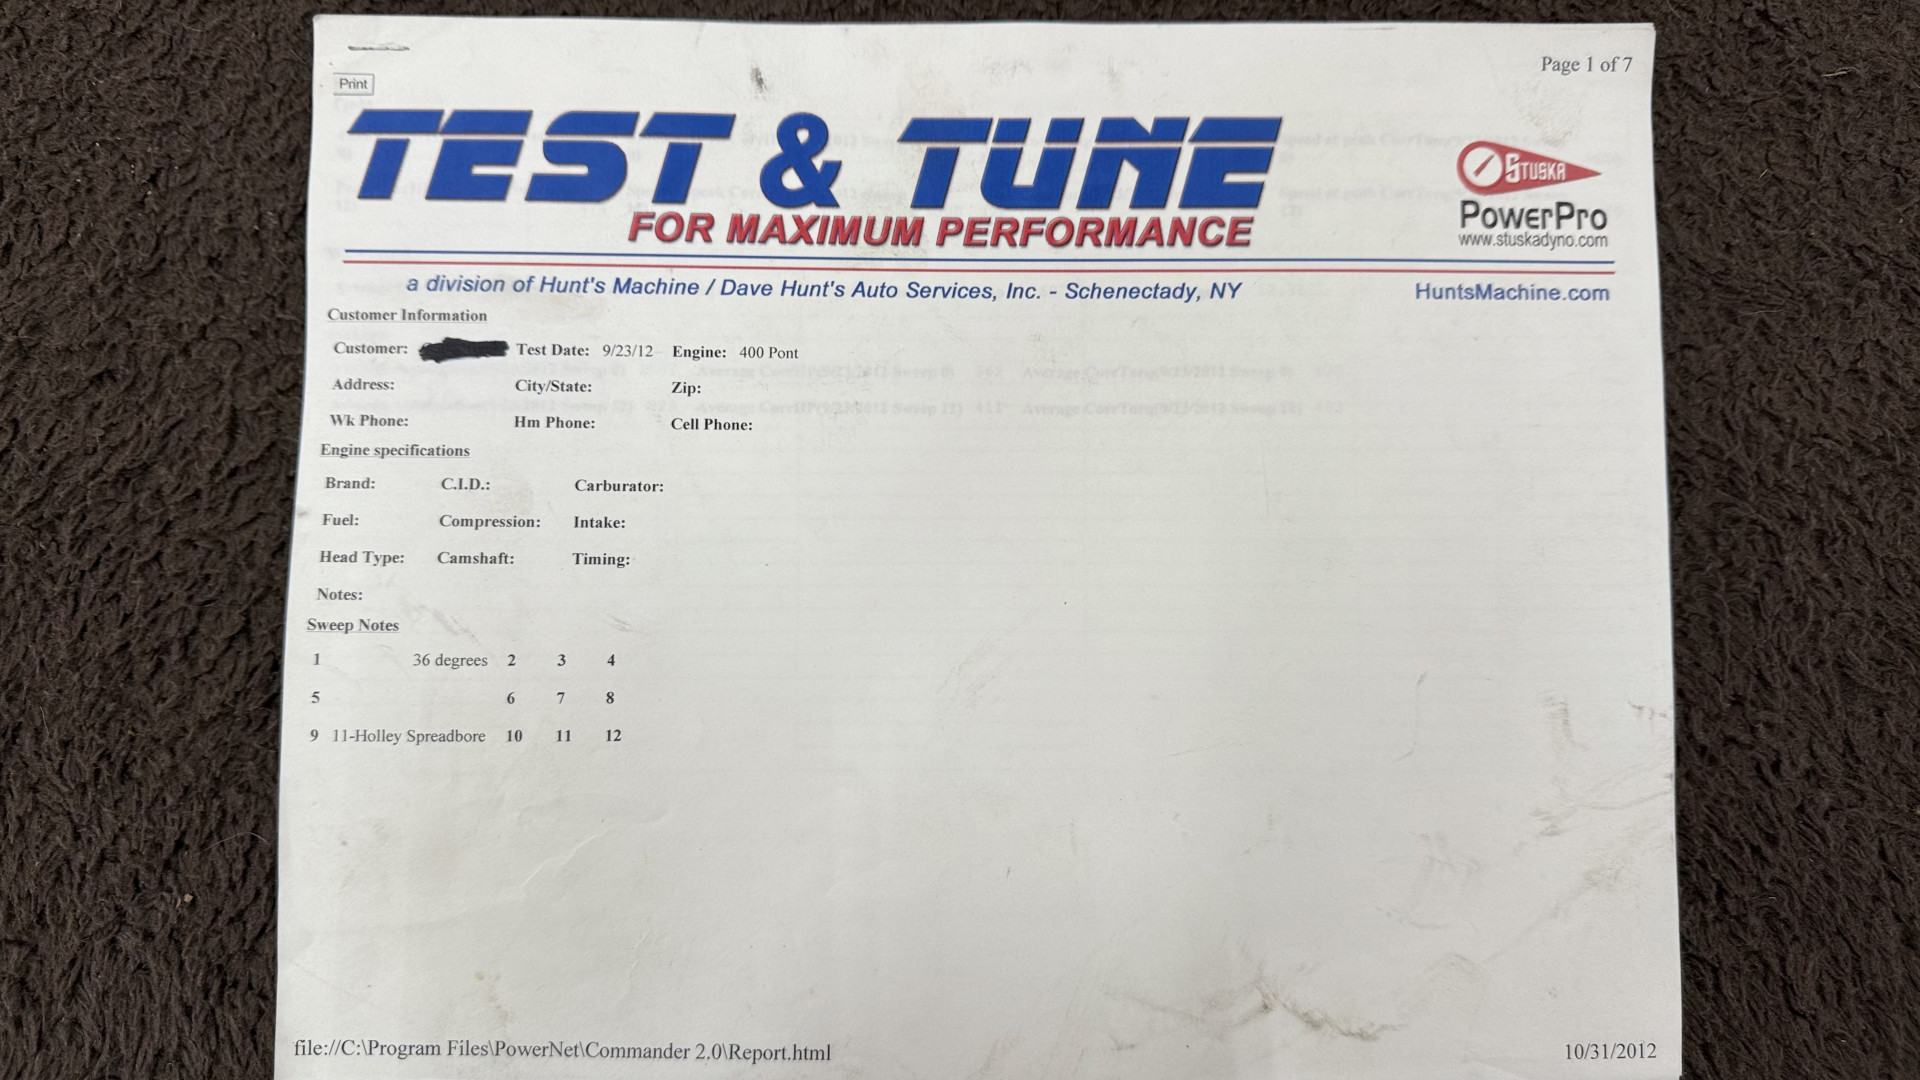 Page 1 of 7
Print
TEST & TUNE
FOR MAXIMUM PERFORMANCE
STUSKA
PowerPro
www.stuskadyno.com
a division of Hunt's Machine / Dave Hunt's Auto Services, Inc. - Schenectady, NY HuntsMachine.com
Customer Information
Customer: Test Date: 9/23/12 Engine: 400 Pont
Address: City/State: Zip:
Wk Phone: Hm Phone: Cell Phone:
Engine specifications
Brand: C.I.D.: Carburator:
Fuel: Compression: Intake:
Head Type: Camshaft: Timing:
Notes:
Sweep Notes
1 36 degrees 2 3 4
5 6 7 8
9 11-Holley Spreadbore 10 11 12
file://C:\Program Files\PowerNet\Commander 2.0\Report.html 10/31/2012